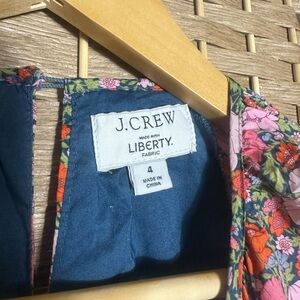 J.CREW
MADE WITH
LIBERTY.
FABRIC
4
MADE IN
CHINA